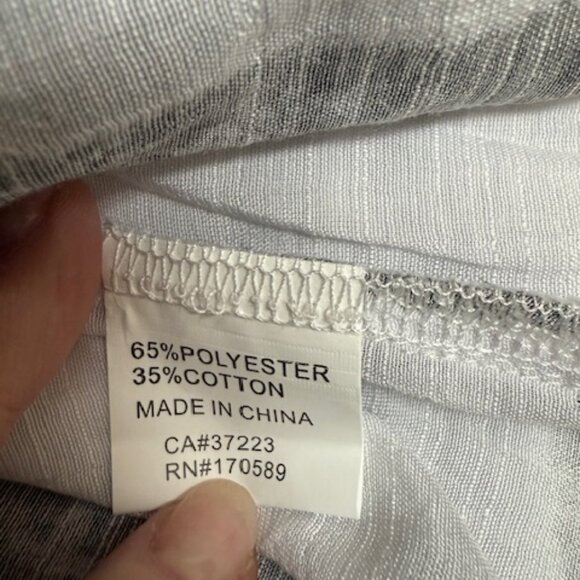 65%POLYESTER
35%COTTON
MADE IN CHINA
CA#37223
RN#170589